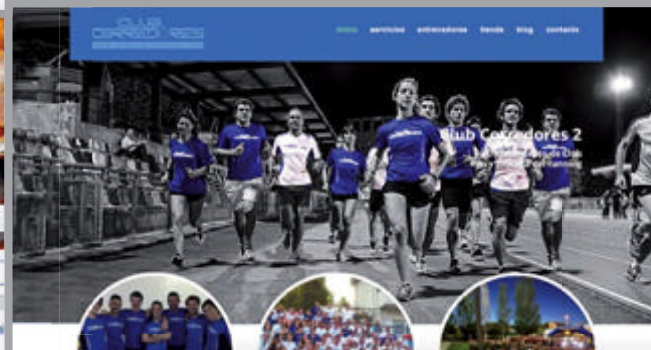 CLUB
CORREDORES
inicio servicios entrenadores tienda blog contacto
Club Corredores 2